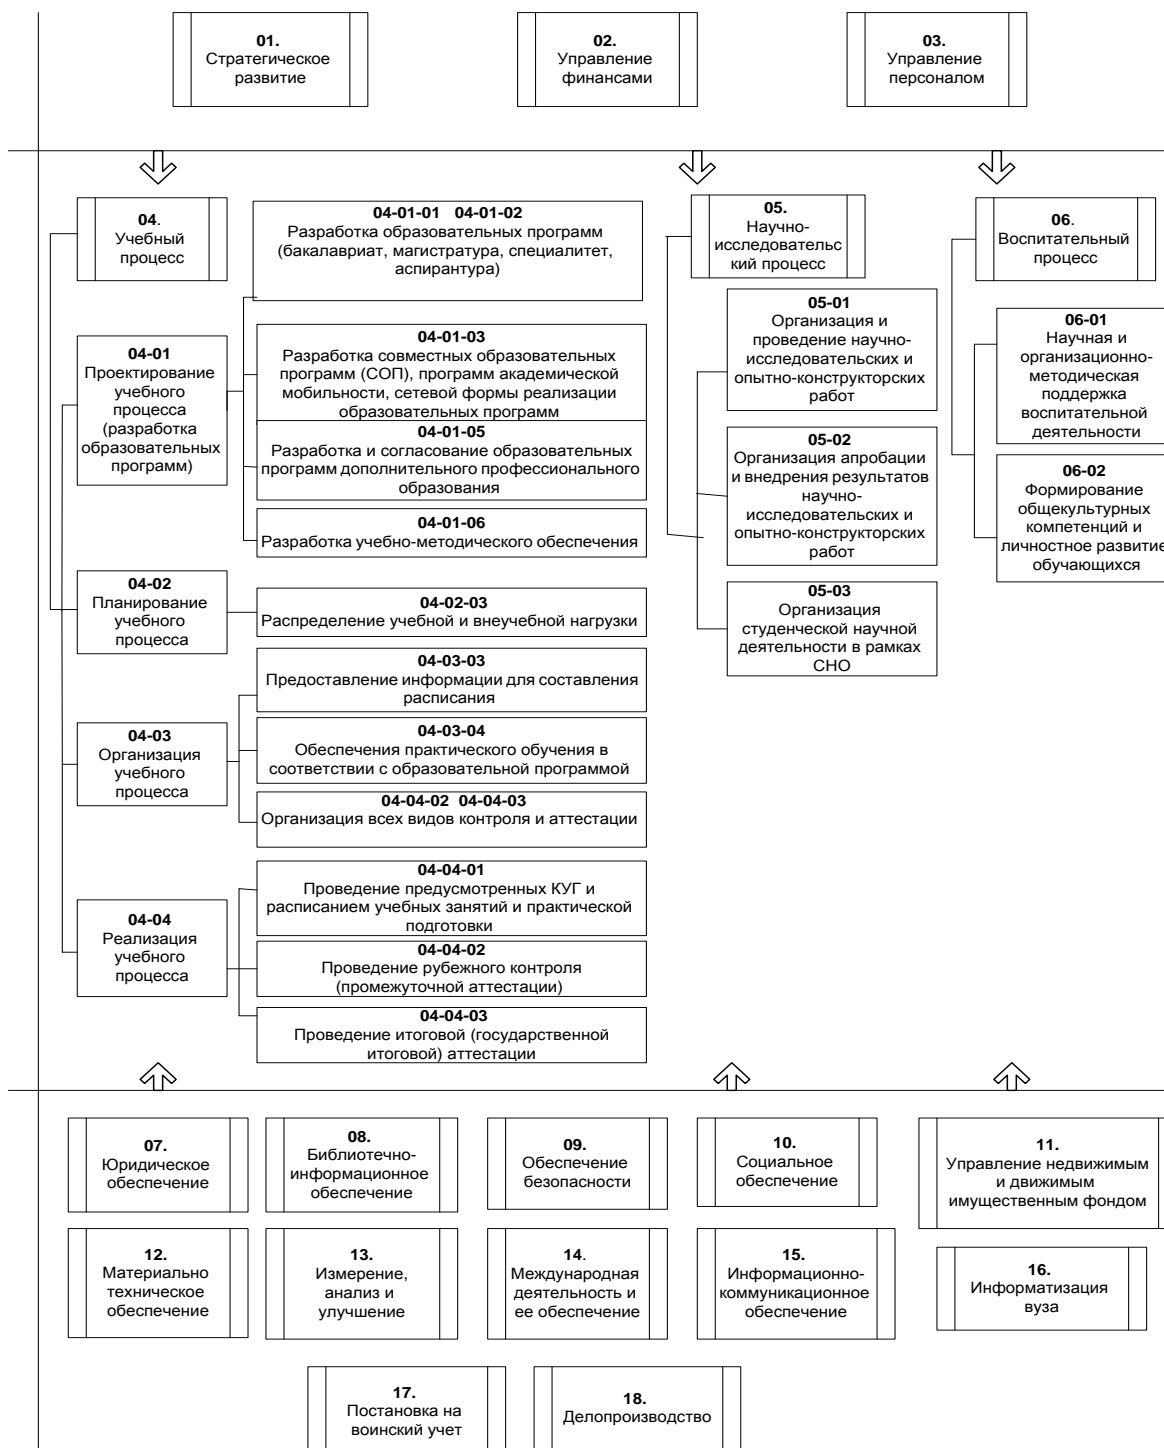 01.
Стратегическое
развитие
02.
Управление
финансами
03.
Управление
персоналом
04.
Учебный
процесс
04-01-01 04-01-02
Разработка образовательных программ
(бакалавриат, магистратура, специалитет,
аспирантура)
04-01
Проектирование
учебного
процесса
(разработка
образовательных
программ)
04-01-03
Разработка совместных образовательных
программ (СОП), программ академической
мобильности, сетевой формы реализации
образовательных программ
04-01-05
Разработка и согласование образовательных
программ дополнительного профессионального
образования
04-01-06
Разработка учебно-методического обеспечения
04-02
Планирование
учебного
процесса
04-02-03
Распределение учебной и внеучебной нагрузки
04-03
Организация
учебного
процесса
04-03-03
Предоставление информации для составления
расписания
04-03-04
Обеспечения практического обучения в
соответствии с образовательной программой
04-04-02 04-04-03
Организация всех видов контроля и аттестации
04-04
Реализация
учебного
процесса
04-04-01
Проведение предусмотренных КУГ и
расписанием учебных занятий и практической
подготовки
04-04-02
Проведение рубежного контроля
(промежуточной аттестации)
04-04-03
Проведение итоговой (государственной
итоговой) аттестации
05.
Научно-
исследовательс
кий процесс
05-01
Организация и
проведение научно-
исследовательских и
опытно-конструкторских
работ
05-02
Организация апробации
и внедрения результатов
научно-
исследовательских и
опытно-конструкторских
работ
05-03
Организация
студенческой научной
деятельности в рамках
СНО
06.
Воспитательный
процесс
06-01
Научная и
организационно-
методическая
поддержка
воспитательной
деятельности
06-02
Формирование
общекультурных
компетенций и
личностное развитие
обучающихся
07.
Юридическое
обеспечение
08.
Библиотечно-
информационное
обеспечение
09.
Обеспечение
безопасности
10.
Социальное
обеспечение
11.
Управление недвижимым
и движимым
имущественным фондом
12.
Материально
техническое
обеспечение
13.
Измерение,
анализ и
улучшение
14.
Международная
деятельность и
ее обеспечение
15.
Информационно-
коммуникационное
обеспечение
16.
Информатизация
вуза
17.
Постановка на
воинский учет
18.
Делопроизводство